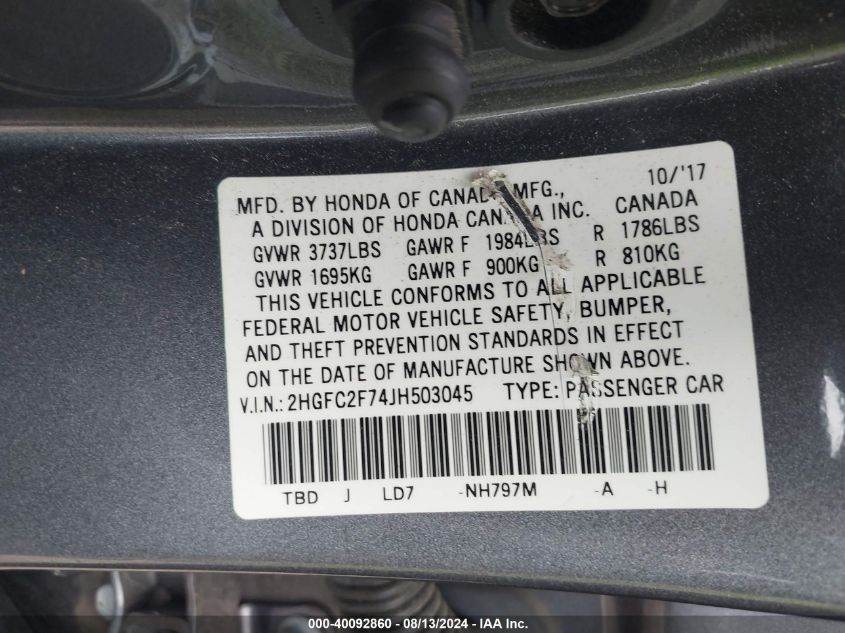 MFD. BY HONDA OF CANADA MFG., 10/'17
A DIVISION OF HONDA CANADA INC. CANADA
GVWR 3737LBS GAWR F 1984LBS R 1786LBS
GVWR 1695KG GAWR F 900KG R 810KG
THIS VEHICLE CONFORMS TO ALL APPLICABLE
FEDERAL MOTOR VEHICLE SAFETY, BUMPER,
AND THEFT PREVENTION STANDARDS IN EFFECT
ON THE DATE OF MANUFACTURE SHOWN ABOVE.
V.I.N.: 2HGFC2F74JH503045 TYPE: PASSENGER CAR
TBD J LD7 -NH797M -A -H
000-40092860 - 08/13/2024 - IAA Inc.